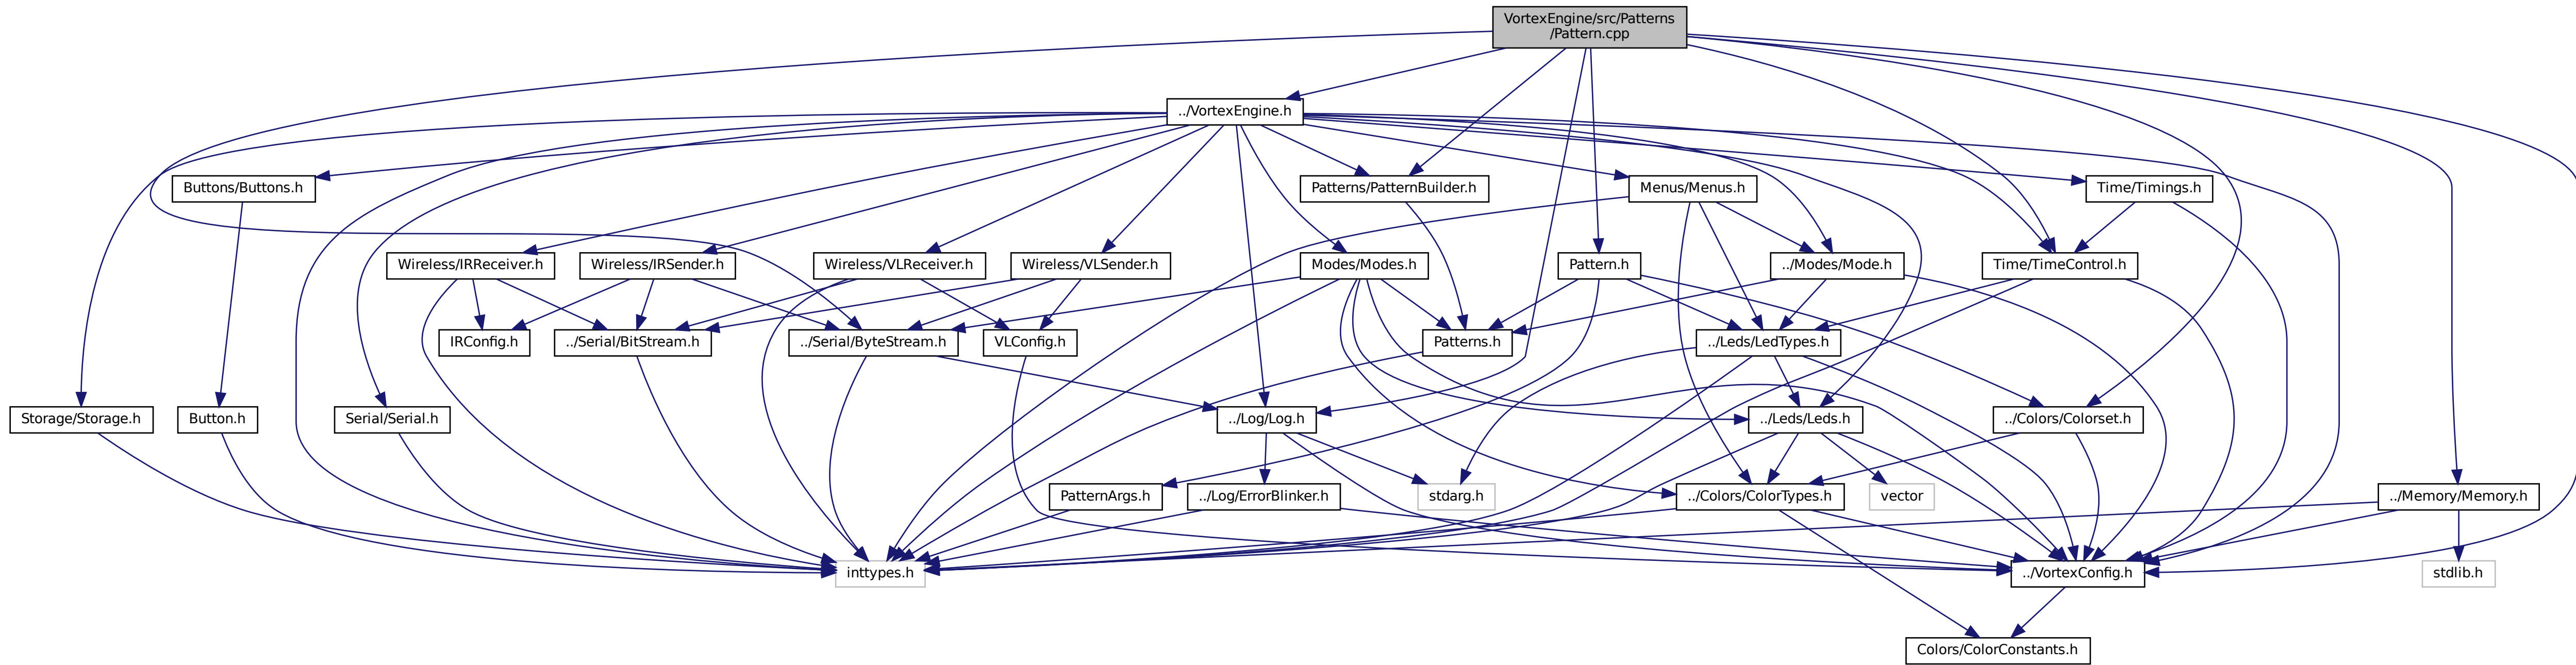 VortexEngine/src/Patterns
/Pattern.cpp
../VortexEngine.h
Buttons/Buttons.h
Patterns/PatternBuilder.h
Menus/Menus.h
Time/Timings.h
Wireless/IRReceiver.h
Wireless/IRSender.h
Wireless/VLReceiver.h
Wireless/VLSender.h
Modes/Modes.h
Pattern.h
../Modes/Mode.h
Time/TimeControl.h
IRConfig.h
../Serial/BitStream.h
../Serial/ByteStream.h
VLConfig.h
Patterns.h
../Leds/LedTypes.h
Storage/Storage.h
Button.h
Serial/Serial.h
../Log/Log.h
../Leds/Leds.h
../Colors/Colorset.h
PatternArgs.h
../Log/ErrorBlinker.h
stdarg.h
../Colors/ColorTypes.h
vector
../Memory/Memory.h
inttypes.h
../VortexConfig.h
stdlib.h
Colors/ColorConstants.h